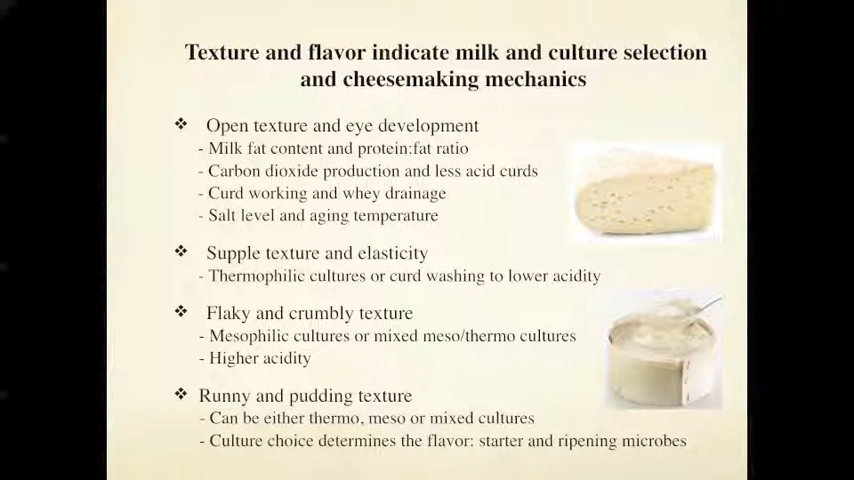 Texture and flavor indicate milk and culture selection
and cheesemaking mechanics
❖ Open texture and eye development
- Milk fat content and protein:fat ratio
- Carbon dioxide production and less acid curds
- Curd working and whey drainage
- Salt level and aging temperature
❖ Supple texture and elasticity
- Thermophilic cultures or curd washing to lower acidity
❖ Flaky and crumbly texture
- Mesophilic cultures or mixed meso/thermo cultures
- Higher acidity
❖ Runny and pudding texture
- Can be either thermo, meso or mixed cultures
- Culture choice determines the flavor: starter and ripening microbes